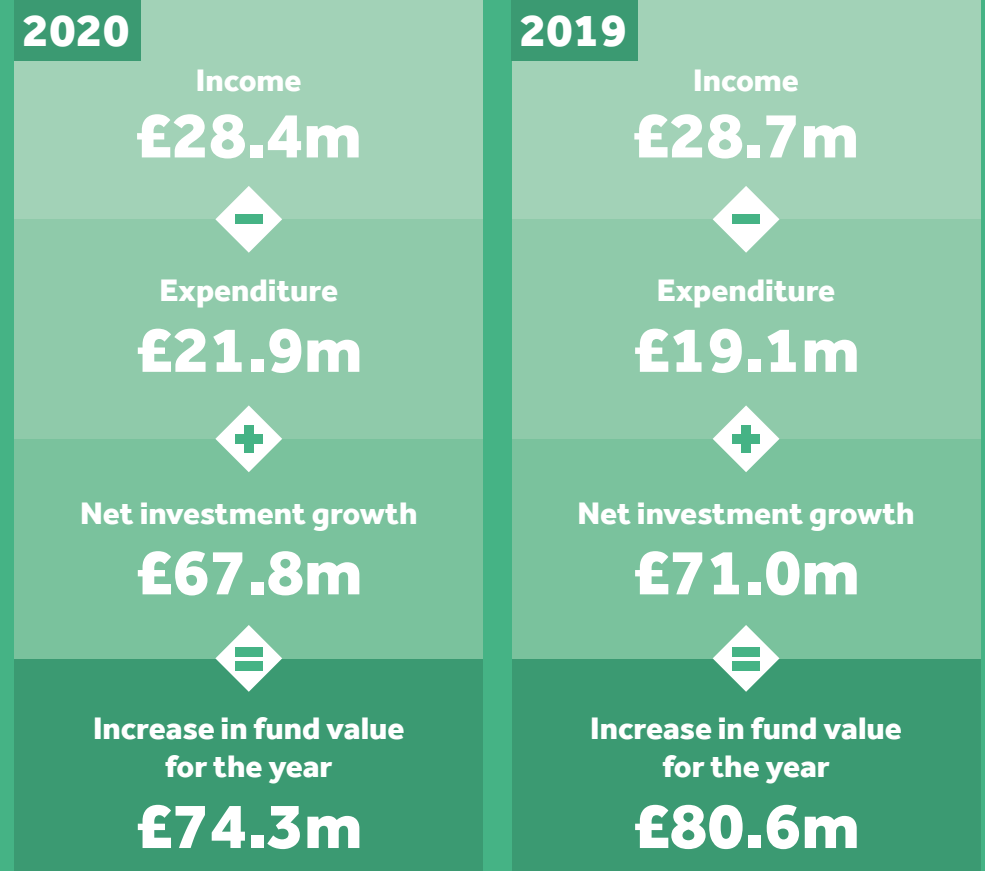 2020
Income
£28.4m
−
Expenditure
£21.9m
+
Net investment growth
£67.8m
=
Increase in fund value
for the year
£74.3m
2019
Income
£28.7m
−
Expenditure
£19.1m
+
Net investment growth
£71.0m
=
Increase in fund value
for the year
£80.6m